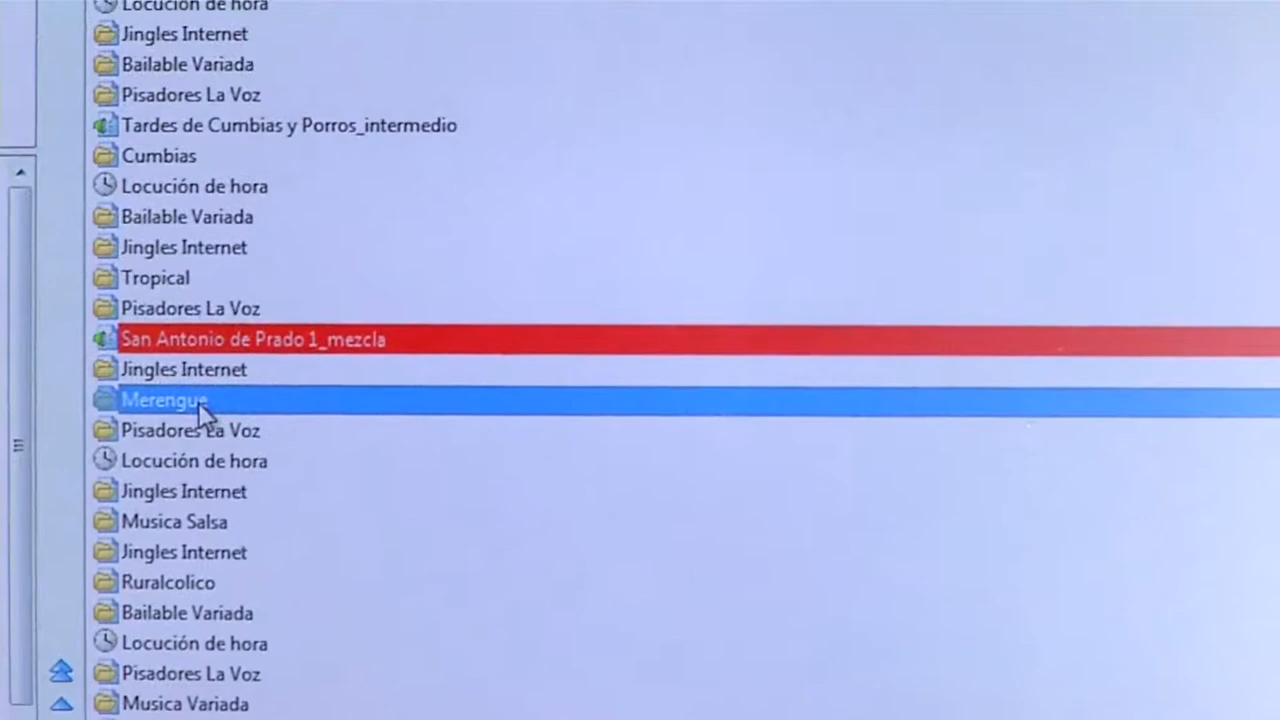 Locución de hora
Jingles Internet
Bailable Variada
Pisadores La Voz
Tardes de Cumbias y Porros_intermedio
Cumbias
Locución de hora
Bailable Variada
Jingles Internet
Tropical
Pisadores La Voz
San Antonio de Prado 1_mezcla
Jingles Internet
Merengue
Pisadores La Voz
Locución de hora
Jingles Internet
Musica Salsa
Jingles Internet
Ruralcolico
Bailable Variada
Locución de hora
Pisadores La Voz
Musica Variada